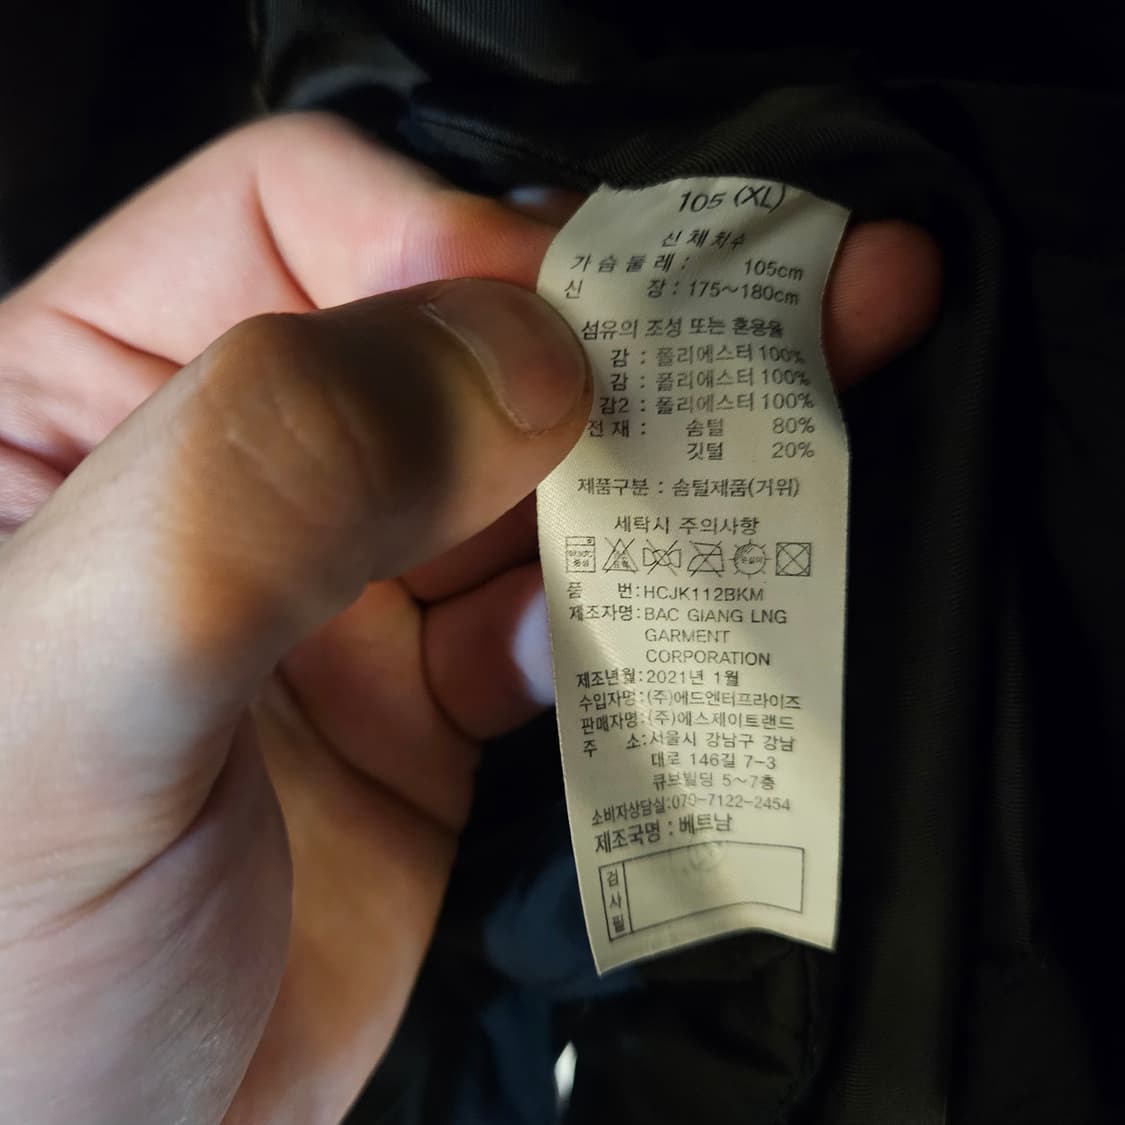 105 (XL)
신체치수
가슴둘레 : 105cm
신 장 : 175~180cm
섬유의 조성 또는 혼용율
감 : 폴리에스터 100%
감 : 폴리에스터 100%
감2 : 폴리에스터 100%
전재 : 솜털 80%
깃털 20%
제품구분 : 솜털제품(거위)
세탁시 주의사항
품 번:HCJK112BKM
제조자명:BAC GIANG LNG
GARMENT
CORPORATION
제조년월:2021년 1월
수입자명:(주)에드엔터프라이즈
판매자명:(주)에스제이트랜드
주 소:서울시 강남구 강남
대로 146길 7-3
큐브빌딩 5~7층
소비자상담실:070-7122-2454
제조국명 : 베트남
검사필